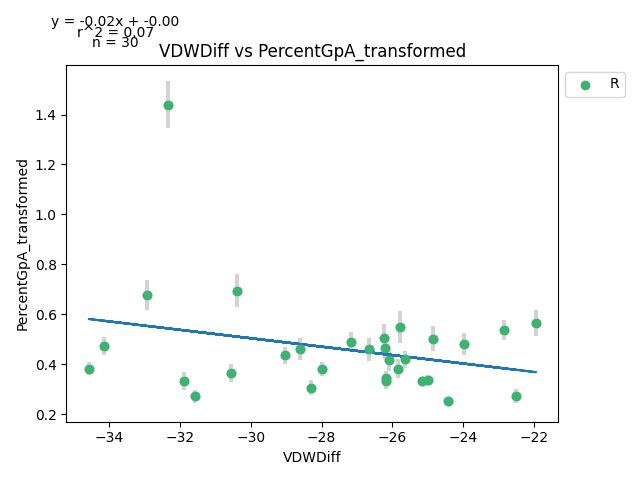 y = -0.02x + -0.00
r^2 = 0.07
n = 30
VDWDiff vs PercentGpA_transformed
R
PercentGpA_transformed
1.4
1.2
1.0
0.8
0.6
0.4
0.2
−34
−32
−30
−28
−26
−24
−22
VDWDiff